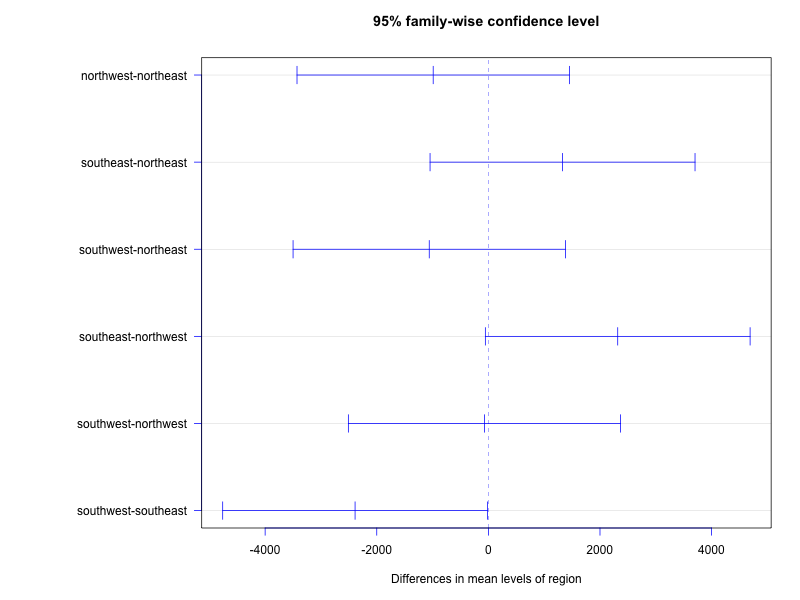 95% family-wise confidence level
northwest-northeast
southeast-northeast
southwest-northeast
southeast-northwest
southwest-northwest
southwest-southeast
-4000 -2000 0 2000 4000
Differences in mean levels of region